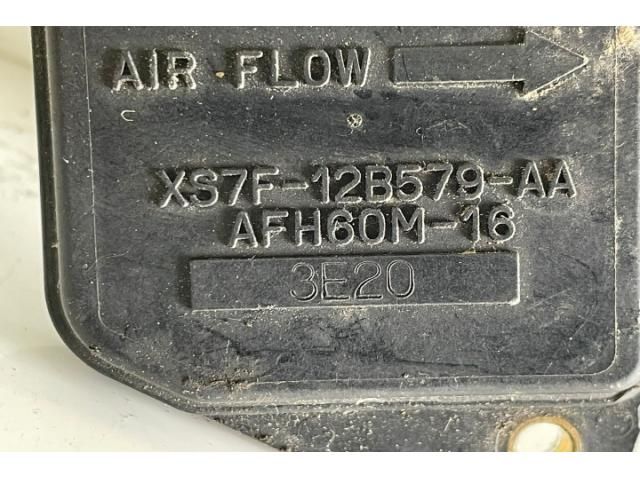 AIR FLOW
XS7F-12B579-AA
AFH60M-16
3E20